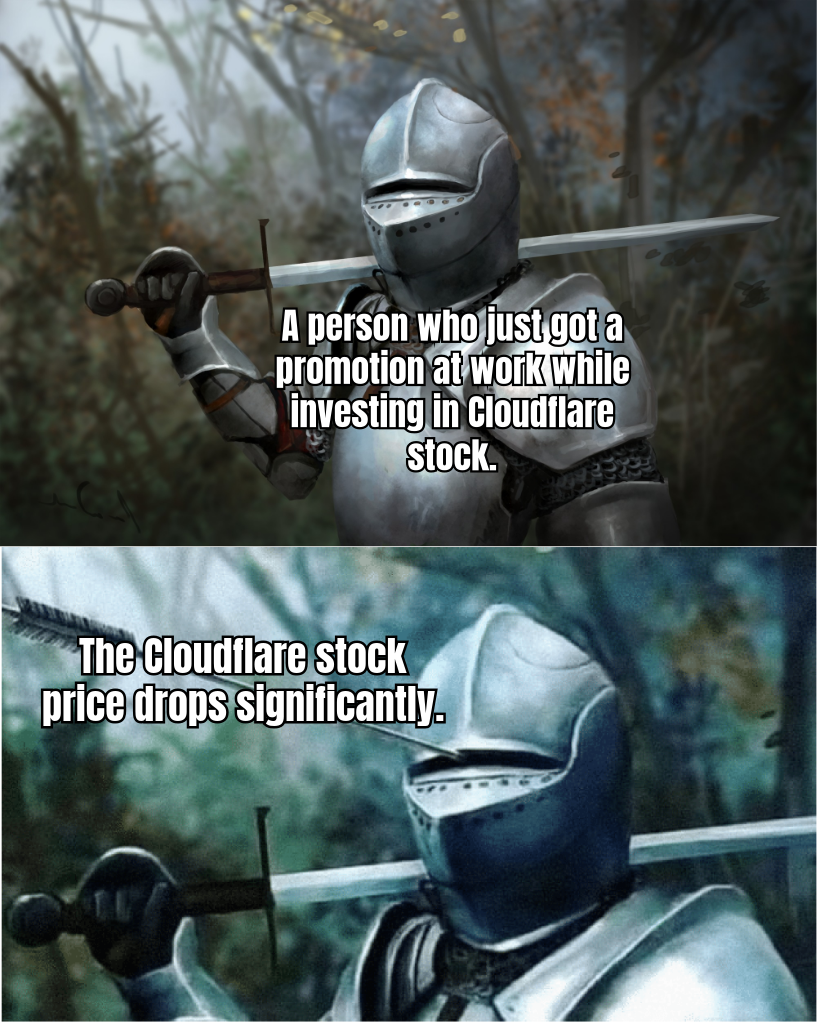 A person who just got a
promotion at work while
investing in Cloudflare
stock.
The Cloudflare stock
price drops significantly.